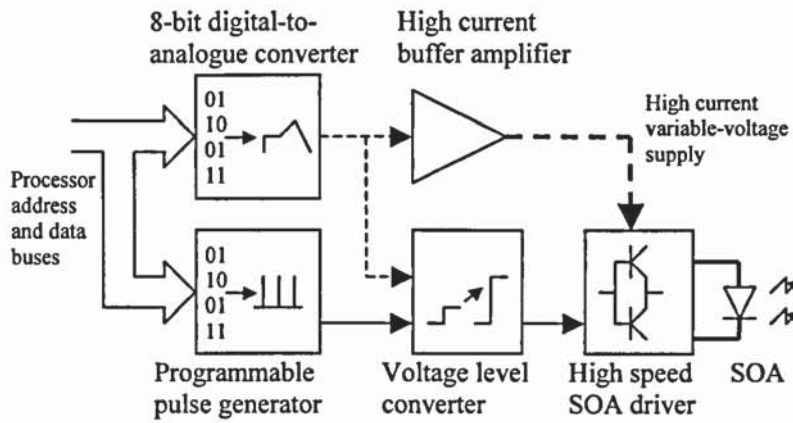 8-bit digital-to-
analogue converter
High current
buffer amplifier
01
10
01
11
High current
variable-voltage
supply
Processor
address
and data
buses
01
10
01
11
Programmable
pulse generator
Voltage level
converter
High speed
SOA driver
SOA